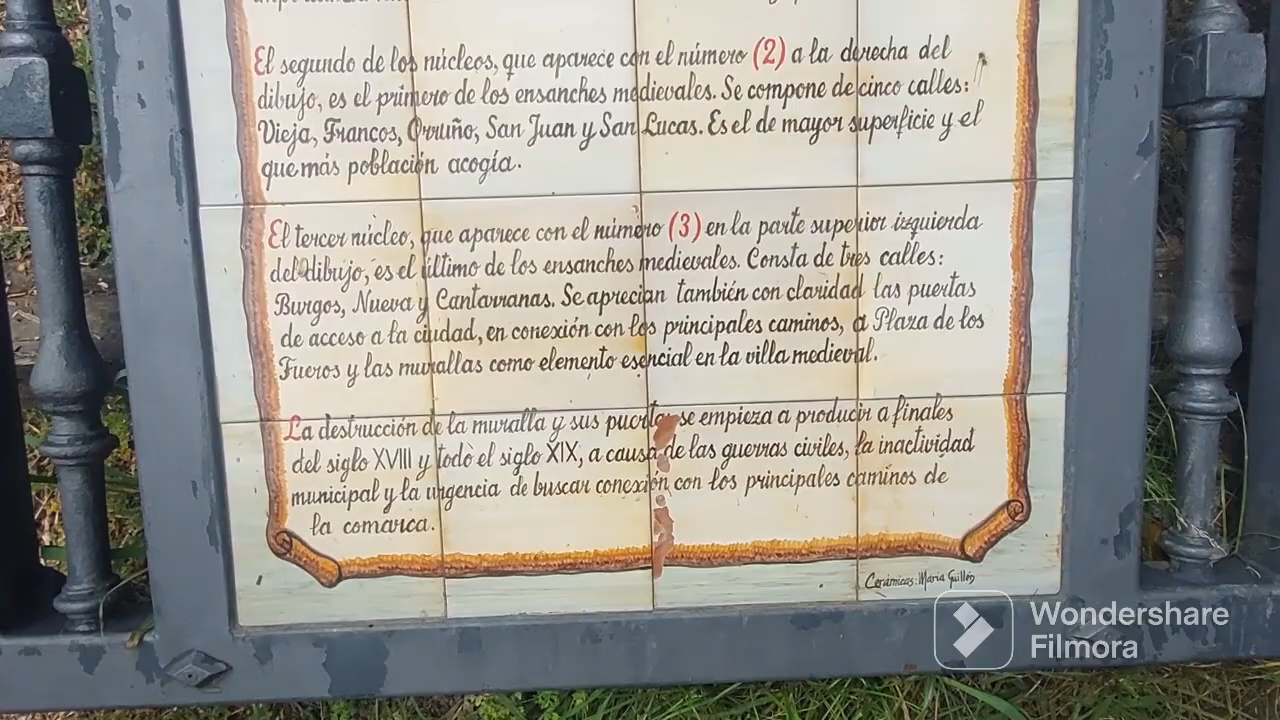 El segundo de los núcleos, que aparece con el número (2) a la derecha del
dibujo, es el primero de los ensanches medievales. Se compone de cinco calles:
Vieja, Francos, Orruño, San Juan y San Lucas. Es el de mayor superficie y el
que más población acogía.
El tercer núcleo, que aparece con el número (3) en la parte superior izquierda
del dibujo, es el último de los ensanches medievales. Consta de tres calles:
Burgos, Nueva y Cantarranas. Se aprecian también con claridad las puertas
de acceso a la ciudad, en conexión con los principales caminos, a Plaza de los
Fueros y las murallas como elemento esencial en la villa medieval.
La destrucción de la muralla y sus puertas se empieza a producir a finales
del siglo XVIII y todo el siglo XIX, a causa de las guerras civiles, la inactividad
municipal y la urgencia de buscar conexión con los principales caminos de
la comarca.
Cerámicas: Maria Guillén
Wondershare
Filmora